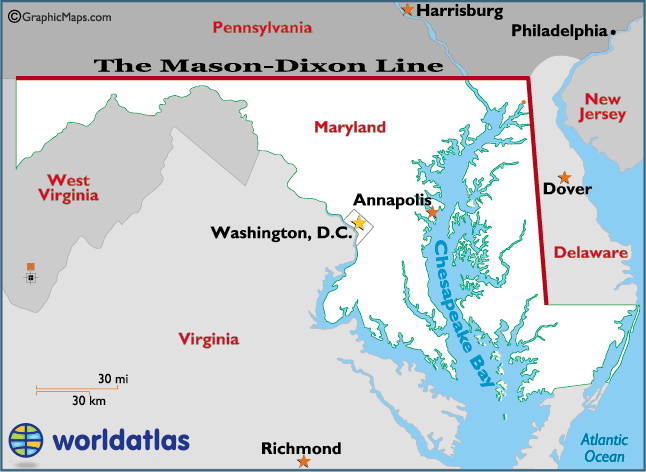 ©GraphicMaps.com
Harrisburg
Pennsylvania
Philadelphia
The Mason-Dixon Line
New
Jersey
Maryland
West
Virginia
Annapolis
Dover
Washington, D.C.
Delaware
Chesapeake Bay
Virginia
30 mi
30 km
worldatlas
Richmond
Atlantic
Ocean